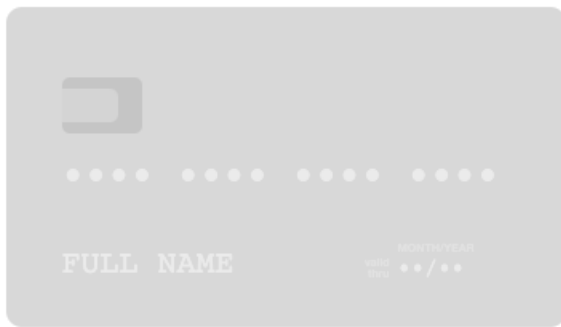 •••• •••• •••• ••••
MONTH/YEAR
FULL NAME
valid
thru
••/••